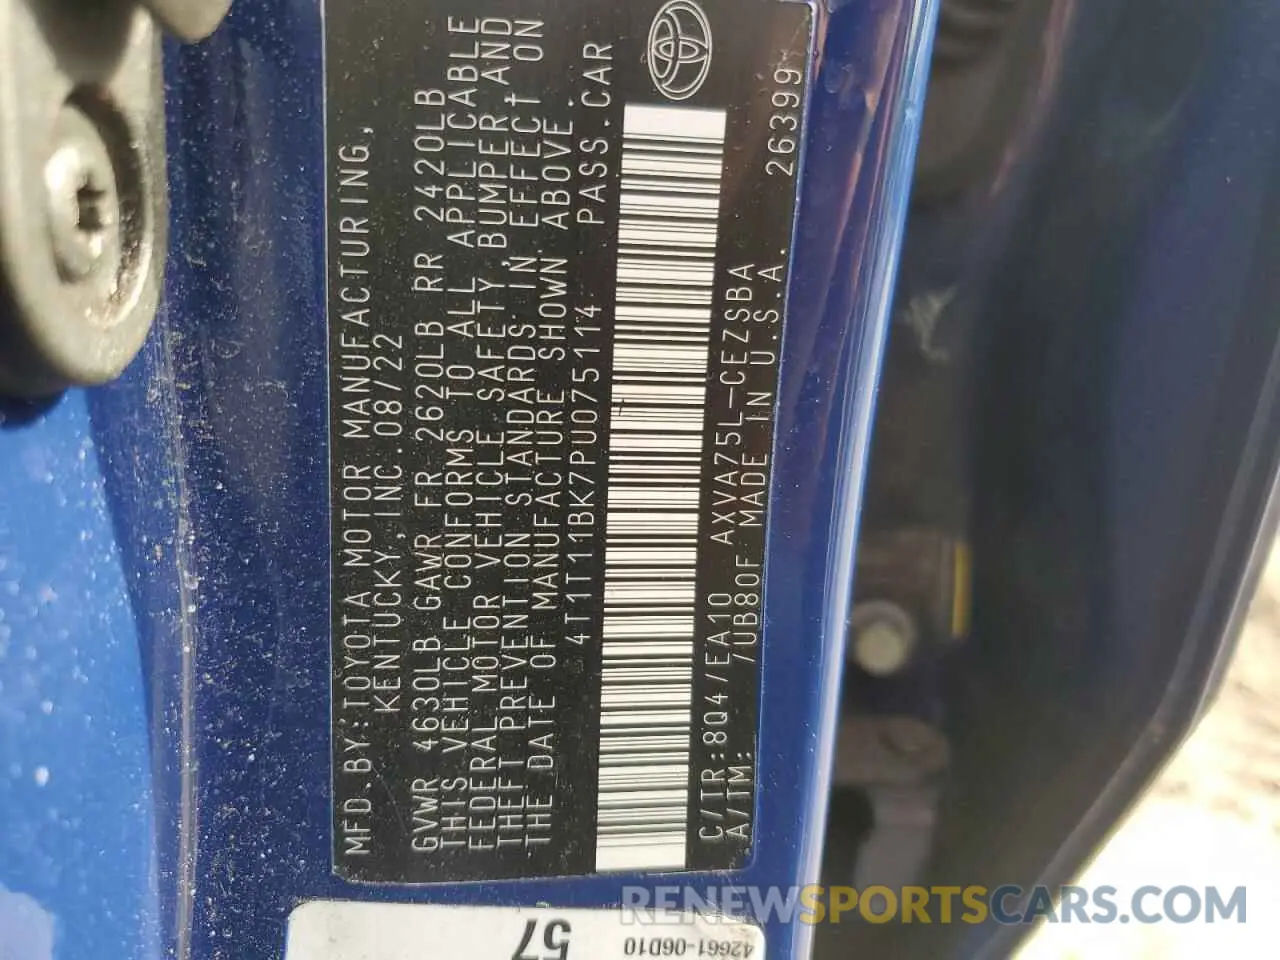 MFD.BY:TOYOTA MOTOR MANUFACTURING,
KENTUCKY,INC.08/22
GVWR 4630LB GAWR FR 2620LB RR 2420LB
THIS VEHICLE CONFORMS TO ALL APPLICABLE
FEDERAL MOTOR VEHICLE SAFETY,BUMPER,AND
THEFT PREVENTION STANDARDS IN EFFECT ON
THE DATE OF MANUFACTURE SHOWN ABOVE.
4T1T11BK7PU075114 PASS.CAR
C/TR:8Q4/EA10 AXVA75L-CEZSBA 26399
A/TM: /UB80F MADE IN U.S.A.
57
42661-06D10
RENEWSPORTSCARS.COM